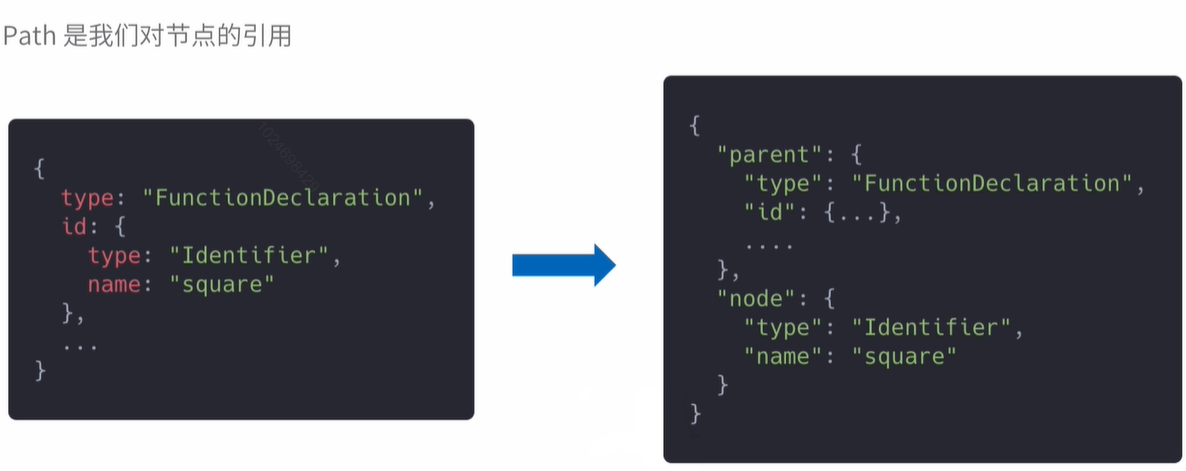 Path 是我们对节点的引用
{
type: "FunctionDeclaration",
id: {
type: "Identifier",
name: "square"
},
...
}
{
"parent": {
"type": "FunctionDeclaration",
"id": {...},
....
},
"node": {
"type": "Identifier",
"name": "square"
}
}